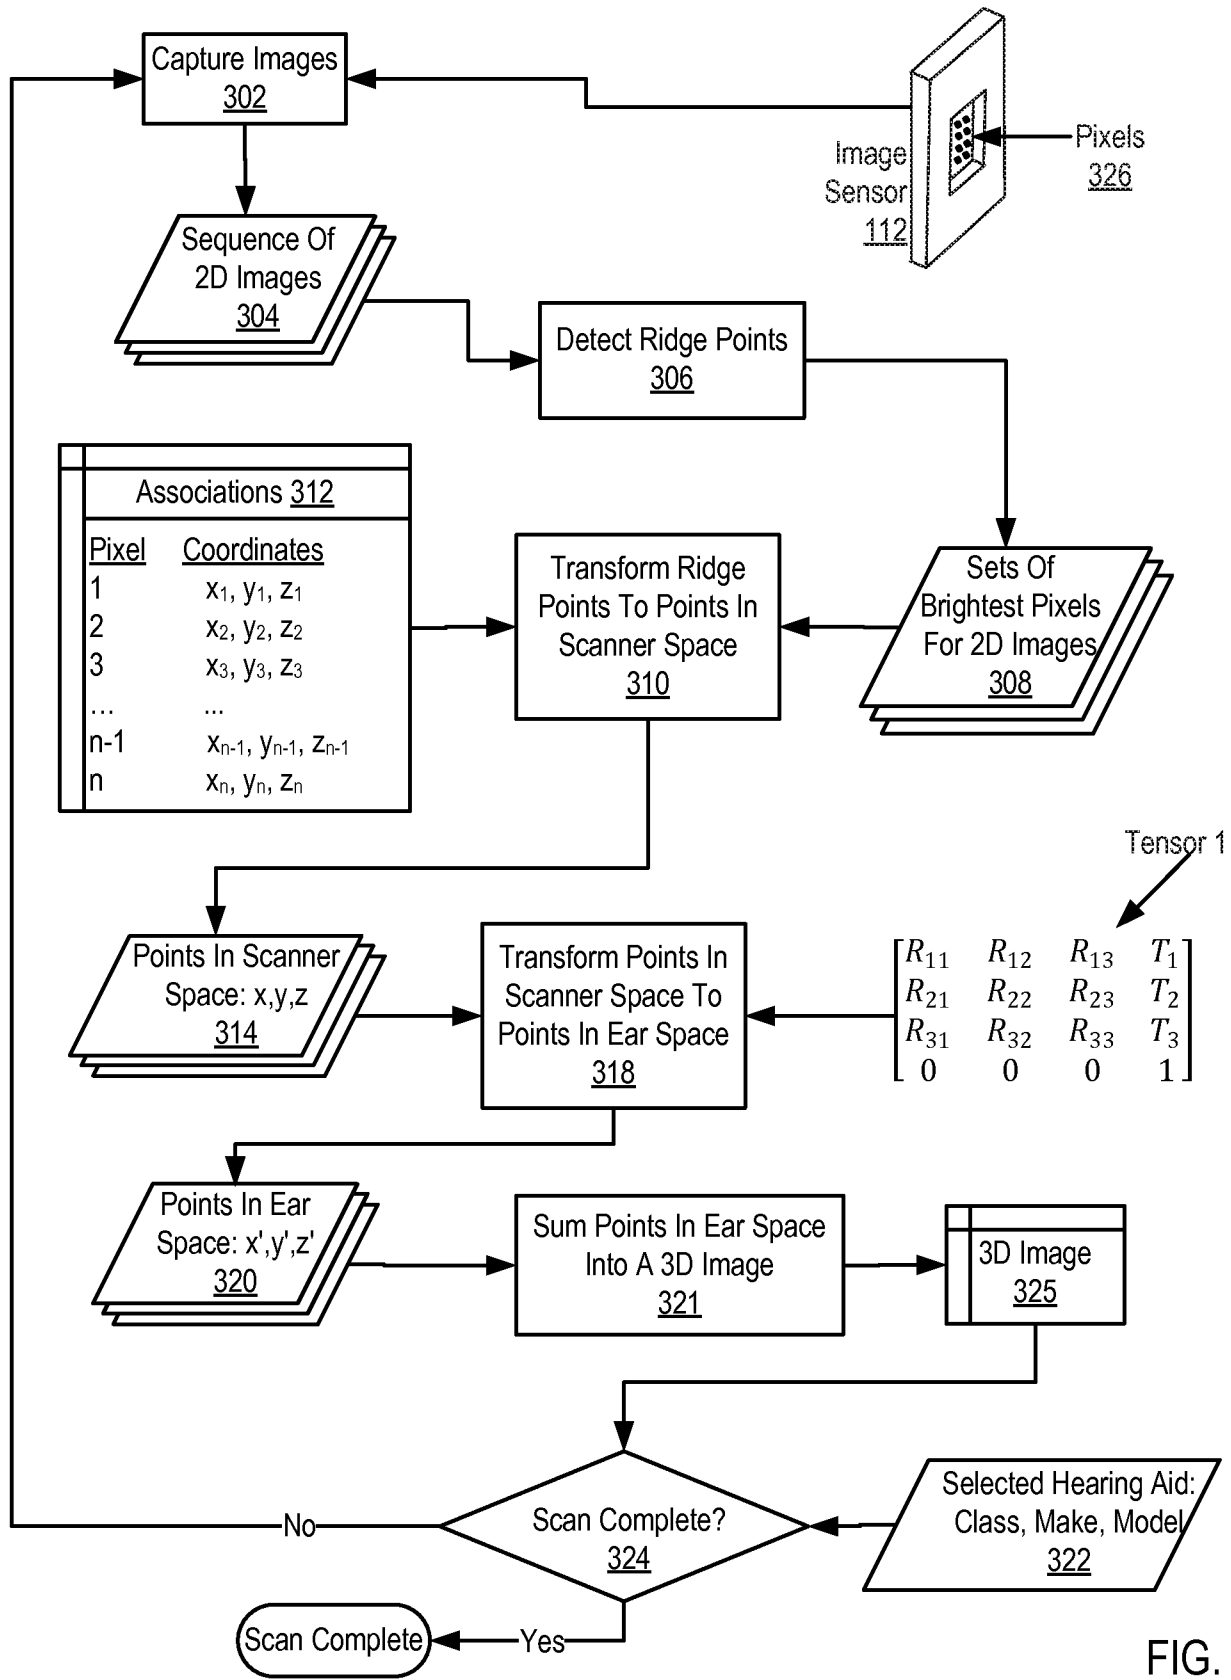 Capture Images
302
Image
Sensor
112
Pixels
326
Sequence Of
2D Images
304
Detect Ridge Points
306
Associations 312
Pixel Coordinates
1 x1, y1, z1
2 x2, y2, z2
3 x3, y3, z3
... ...
n-1 xn-1, yn-1, zn-1
n xn, yn, zn
Transform Ridge
Points To Points In
Scanner Space
310
Sets Of
Brightest Pixels
For 2D Images
308
Tensor 1
R11 R12 R13 T1
R21 R22 R23 T2
R31 R32 R33 T3
0 0 0 1
Points In Scanner
Space: x,y,z
314
Transform Points In
Scanner Space To
Points In Ear Space
318
Points In Ear
Space: x',y',z'
320
Sum Points In Ear Space
Into A 3D Image
321
3D Image
325
Scan Complete?
324
No
Selected Hearing Aid:
Class, Make, Model
322
Yes
Scan Complete
FIG.